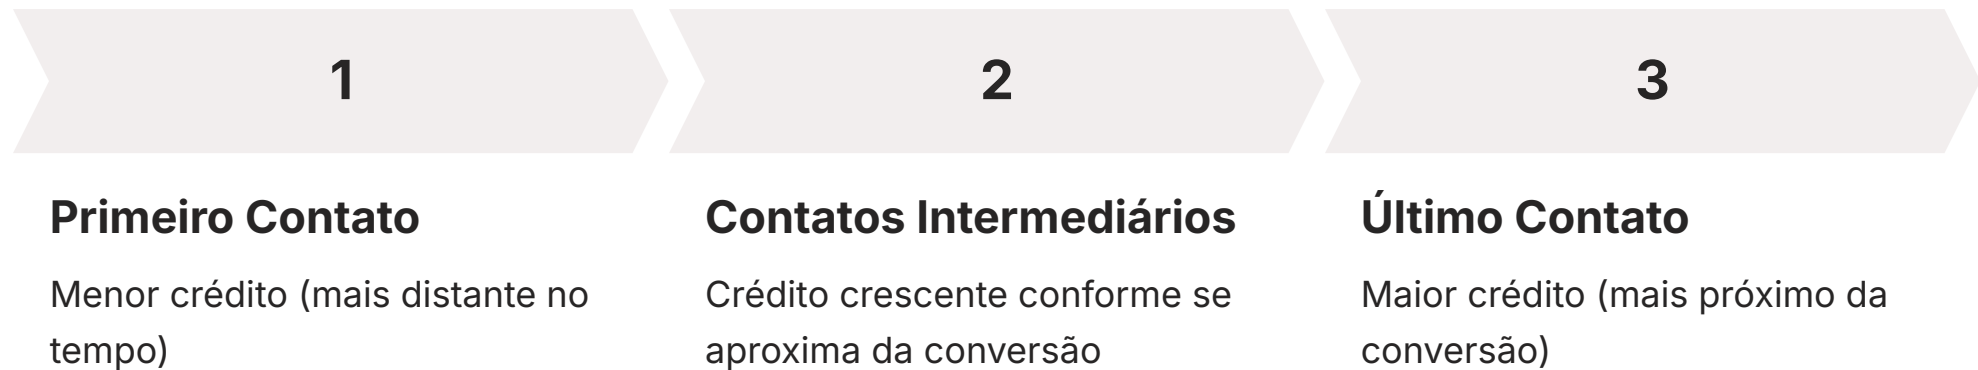 1
Primeiro Contato
Menor crédito (mais distante no
tempo)
2
Contatos Intermediários
Crédito crescente conforme se
aproxima da conversão
3
Último Contato
Maior crédito (mais próximo da
conversão)